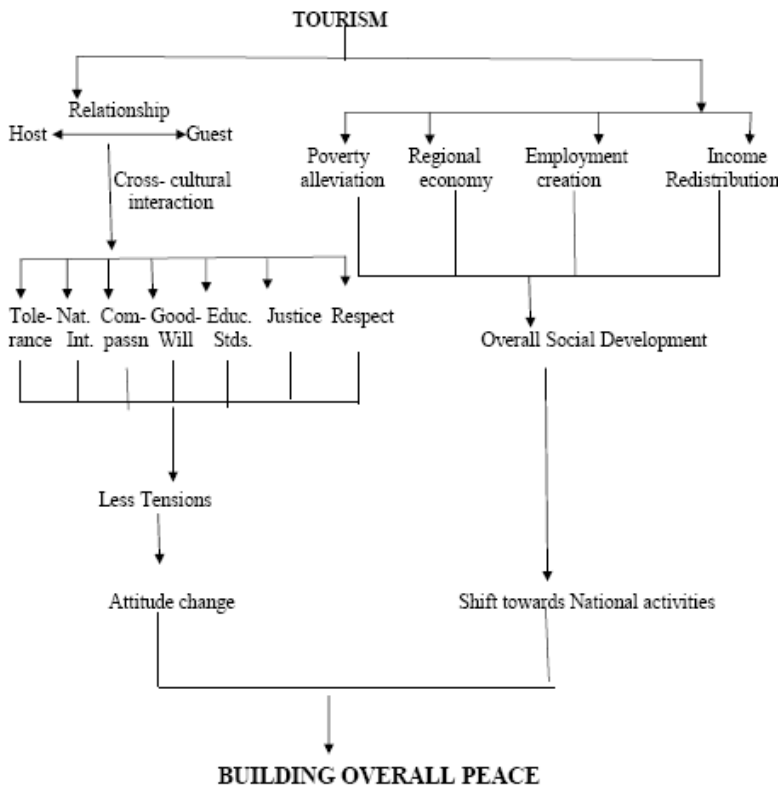 TOURISM
Relationship
Host Guest
Cross- cultural
interaction
Poverty
alleviation
Regional
economy
Employment
creation
Income
Redistribution
Tole-
rance
Nat.
Int.
Com-
passn
Good-
Will
Educ.
Stds.
Justice
Respect
Overall Social Development
Less Tensions
Attitude change
Shift towards National activities
BUILDING OVERALL PEACE